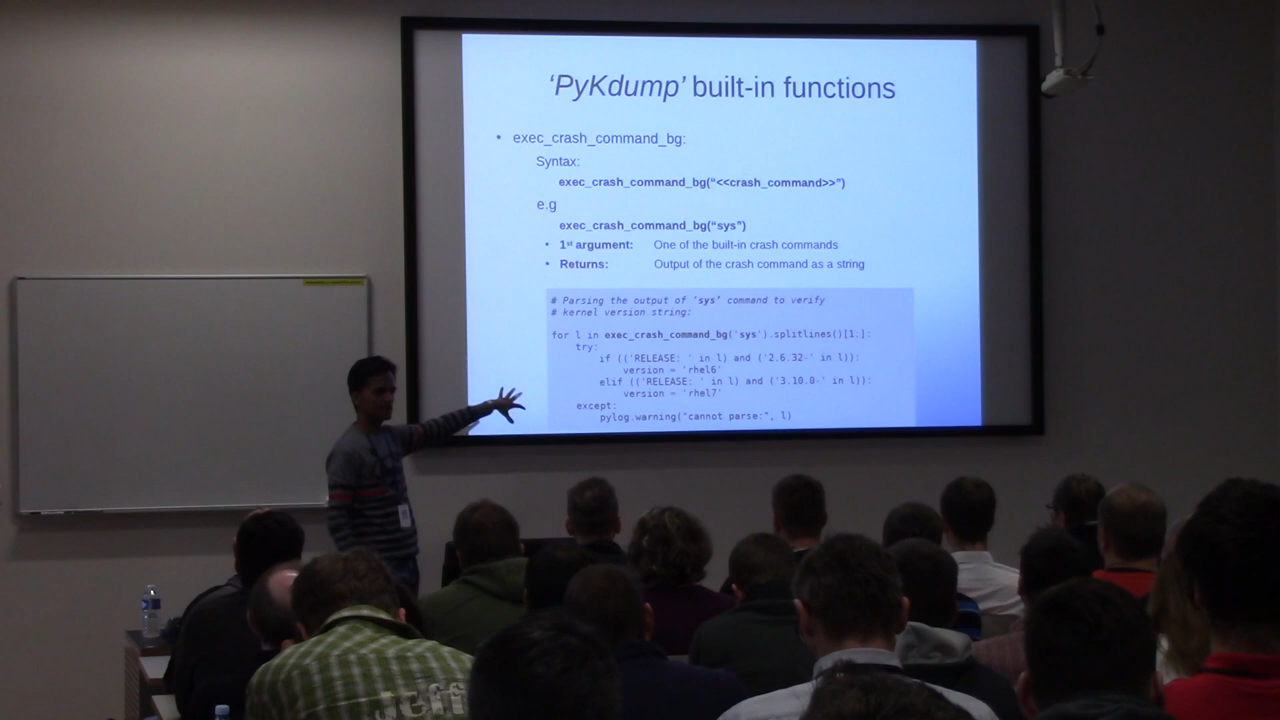 ‘PyKdump’ built-in functions
• exec_crash_command_bg:
Syntax:
exec_crash_command_bg(“<<crash_command>>”)
e.g
exec_crash_command_bg(“sys”)
• 1st argument: One of the built-in crash commands
• Returns: Output of the crash command as a string
# Parsing the output of ’sys’ command to verify
# kernel version string:
for l in exec_crash_command_bg('sys').splitlines()[1:]:
try:
if (('RELEASE: ' in l) and ('2.6.32-' in l)):
version = 'rhel6'
elif (('RELEASE: ' in l) and ('3.10.0-' in l)):
version = 'rhel7'
except:
pylog.warning("cannot parse:", l)
Jeff